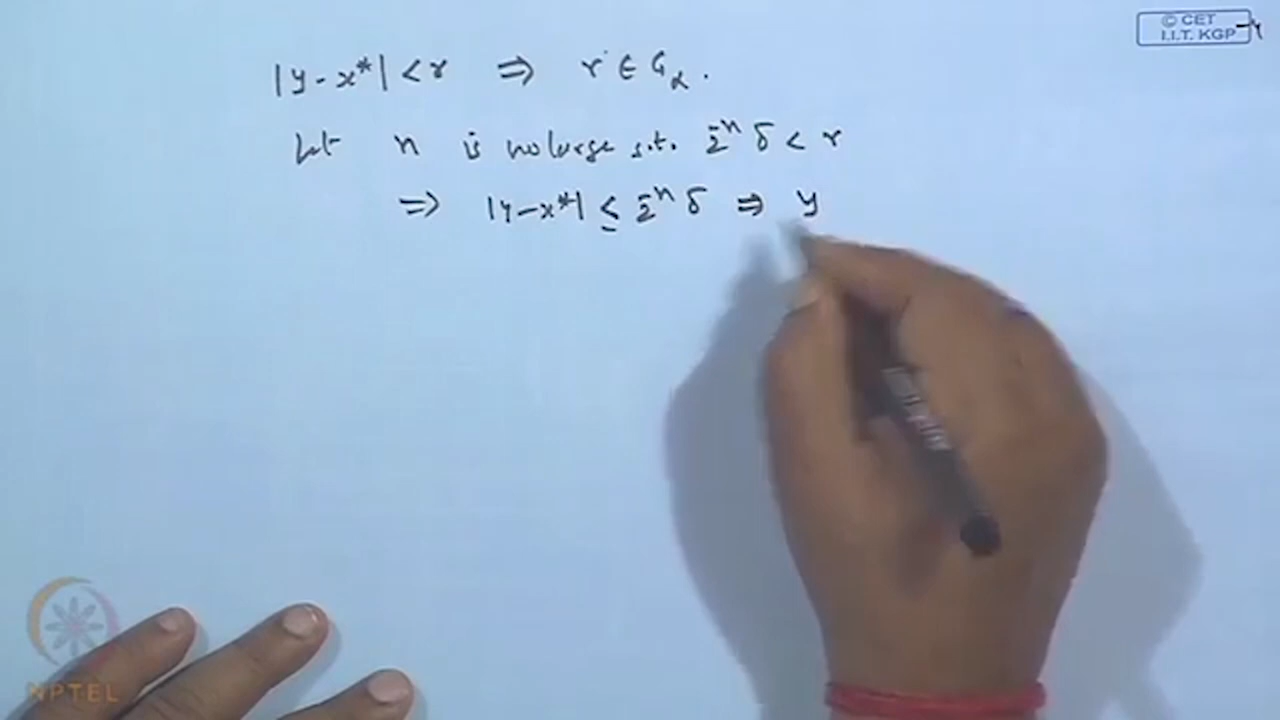 © CET
I.I.T. KGP
|y - x*| < r ⇒ r ∈ G_α.
Let n is so large s.t. 2^{-n} δ < r
⇒ |y - x*| ≤ 2^{-n} δ ⇒ y
NPTEL